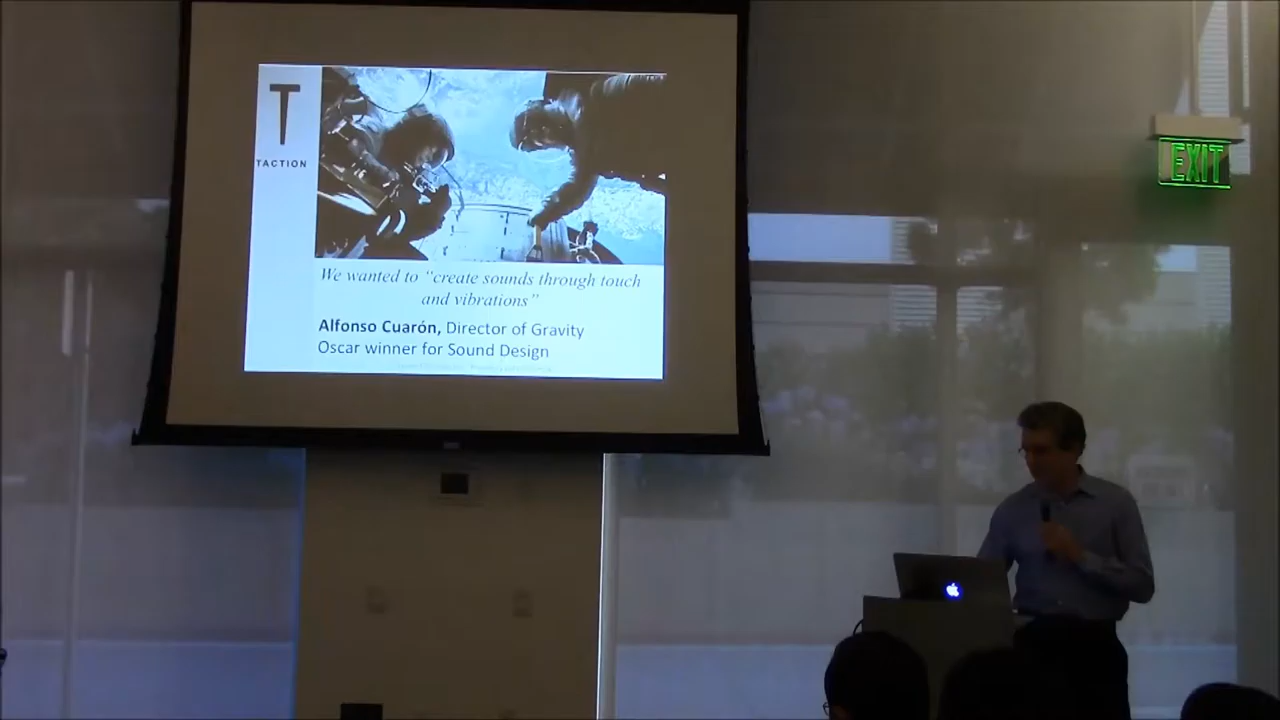 T
TACTION
We wanted to “create sounds through touch
and vibrations”
Alfonso Cuarón, Director of Gravity
Oscar winner for Sound Design
EXIT